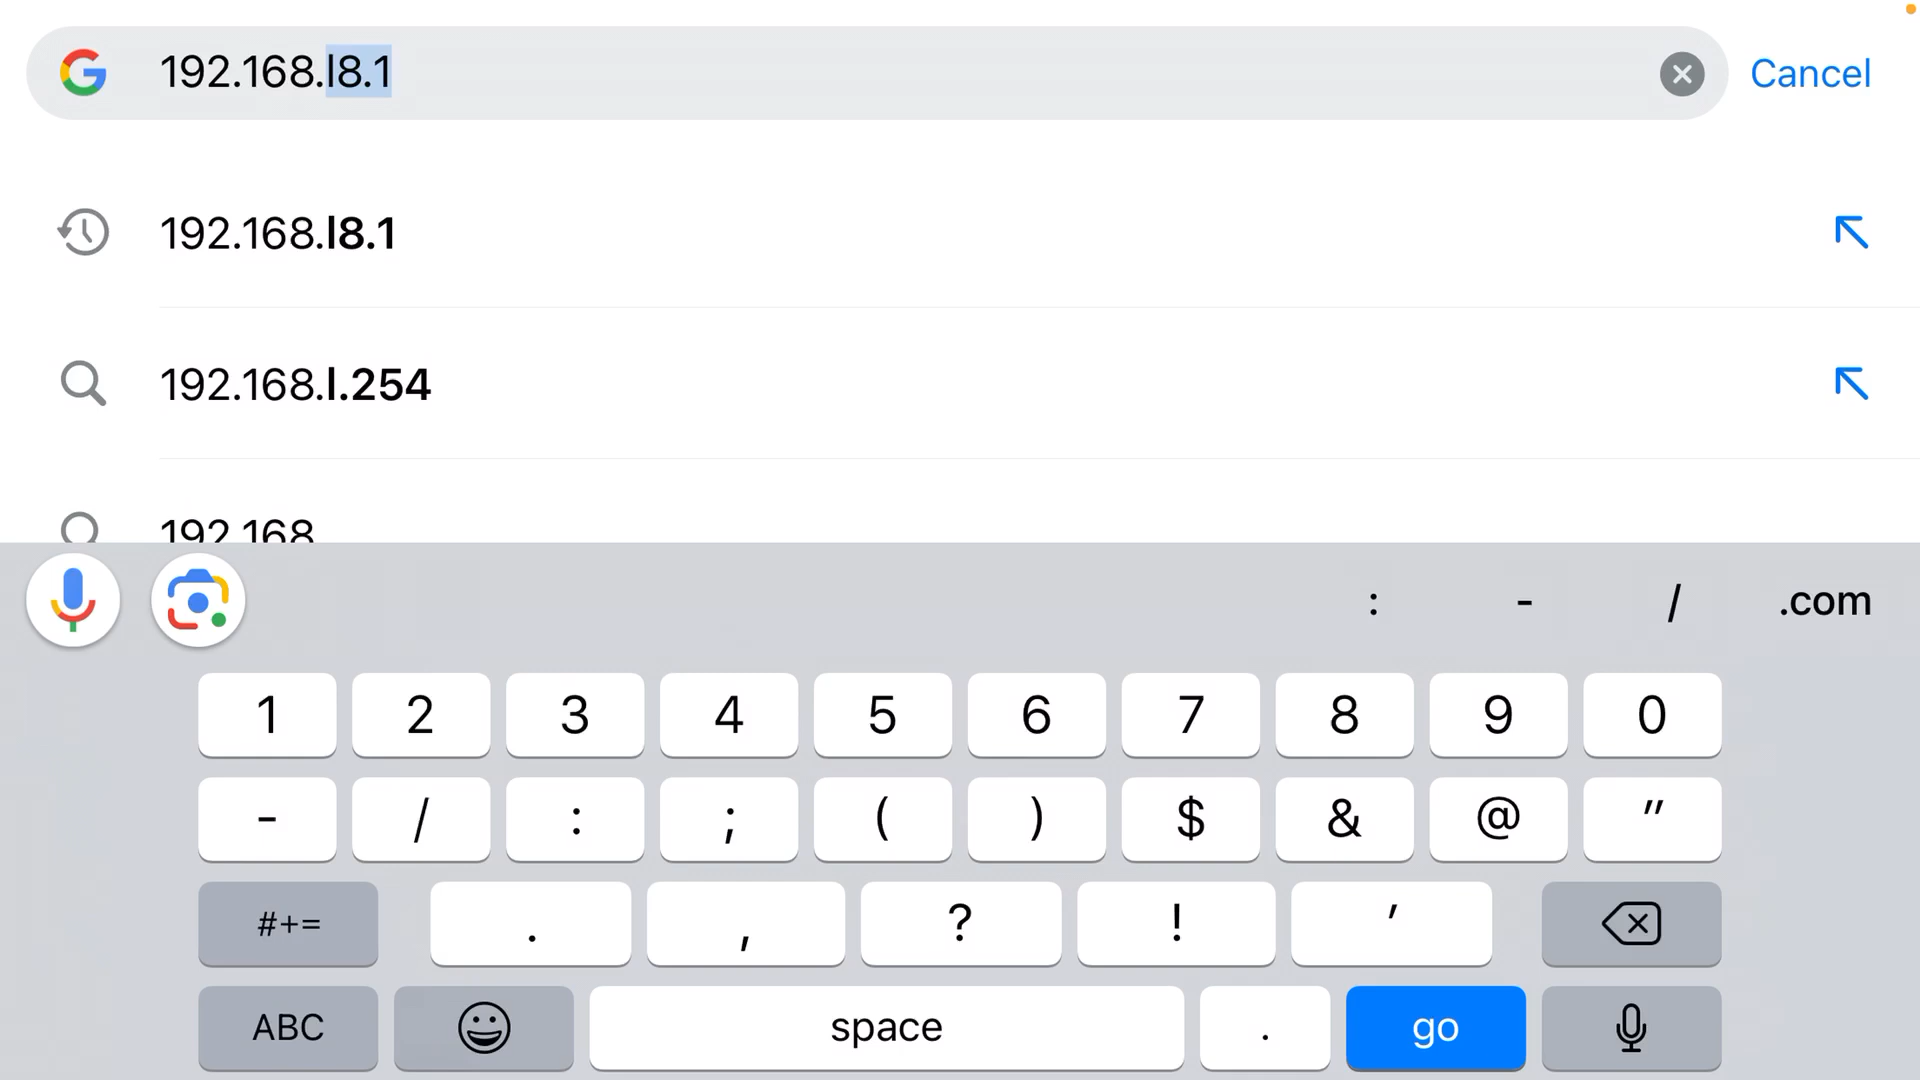 192.168.l8.1
Cancel
192.168.l8.1
192.168.l.254
192.168
: - / .com
1 2 3 4 5 6 7 8 9 0
- / : ; ( ) $ & @ "
#+= . , ? ! '
ABC space . go